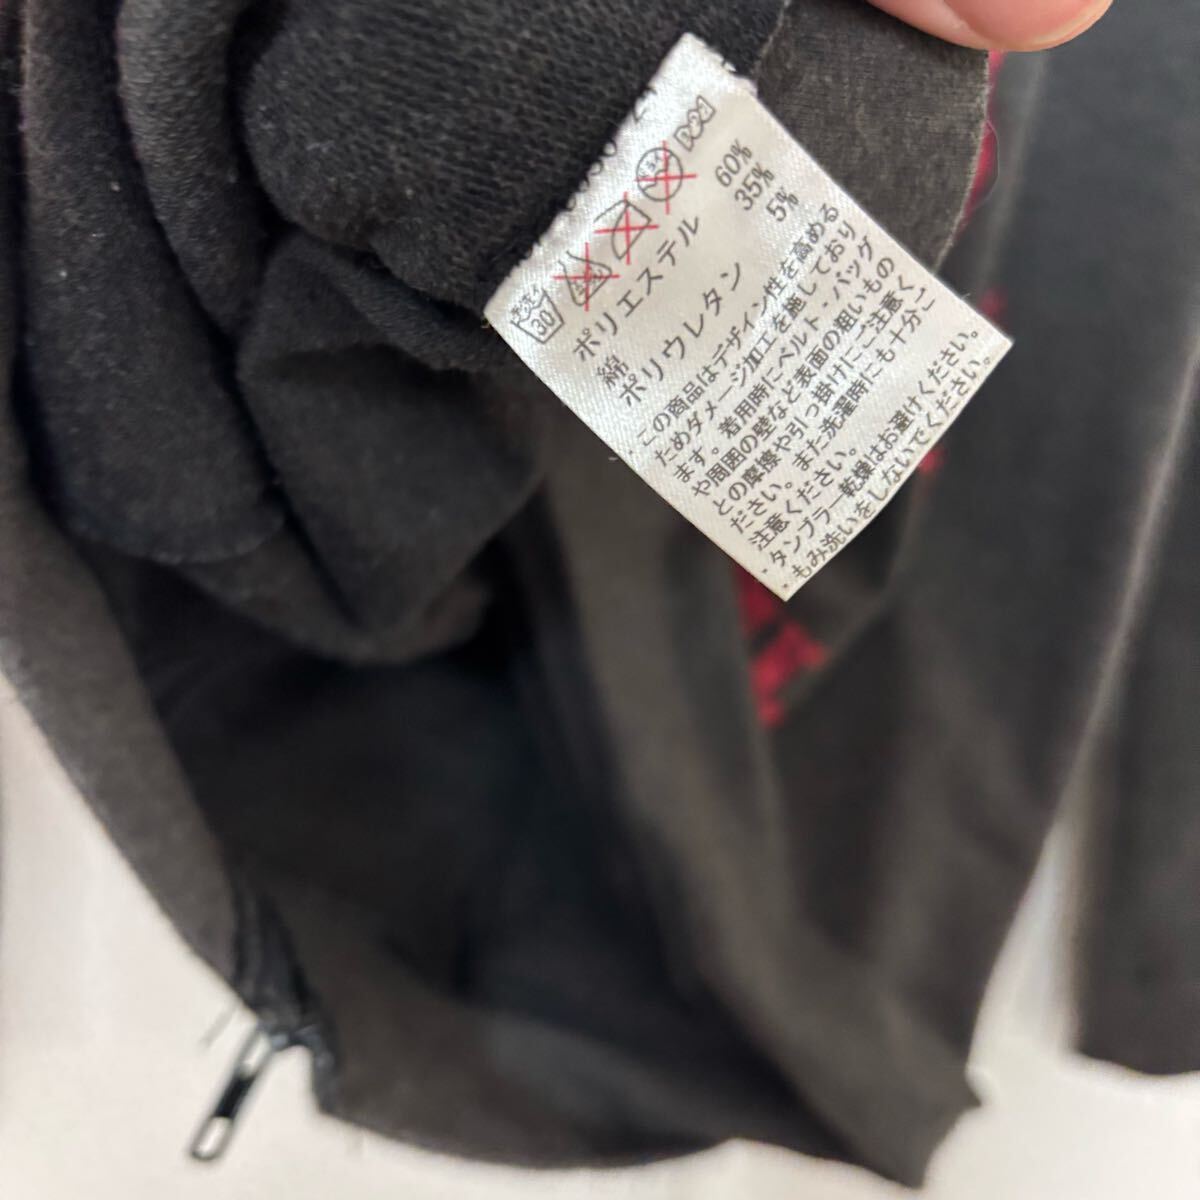 30
ポリエステル 60%
綿 35%
ポリウレタン 5%
・この商品はデザイン性を高める
ためダメージ加工を施しており
ます。着用時にベルト・バッグ
や周囲の壁など表面の粗いもの
との摩擦や引っ掛けにご注意く
ださい。また洗濯時にも十分ご
注意ください。
・タンブラー乾燥はお避けください。
・もみ洗いをしないでください。